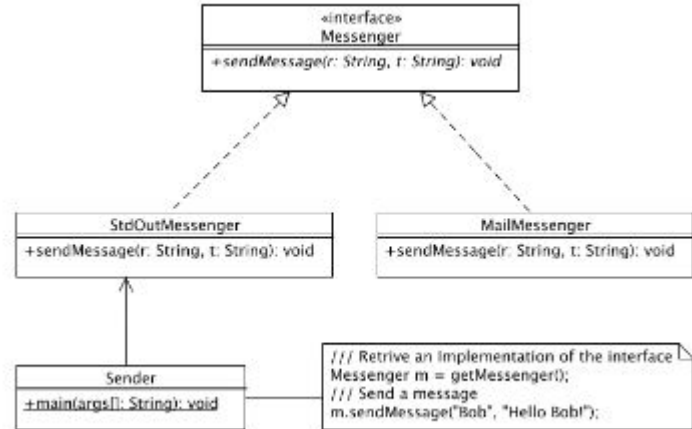 «interface»
Messenger
+sendMessage(r: String, t: String): void
StdOutMessenger
+sendMessage(r: String, t: String): void
MailMessenger
+sendMessage(r: String, t: String): void
Sender
+main(args[]: String): void
/// Retrive an Implementation of the interface
Messenger m = getMessenger();
/// Send a message
m.sendMessage("Bob", "Hello Bob!");